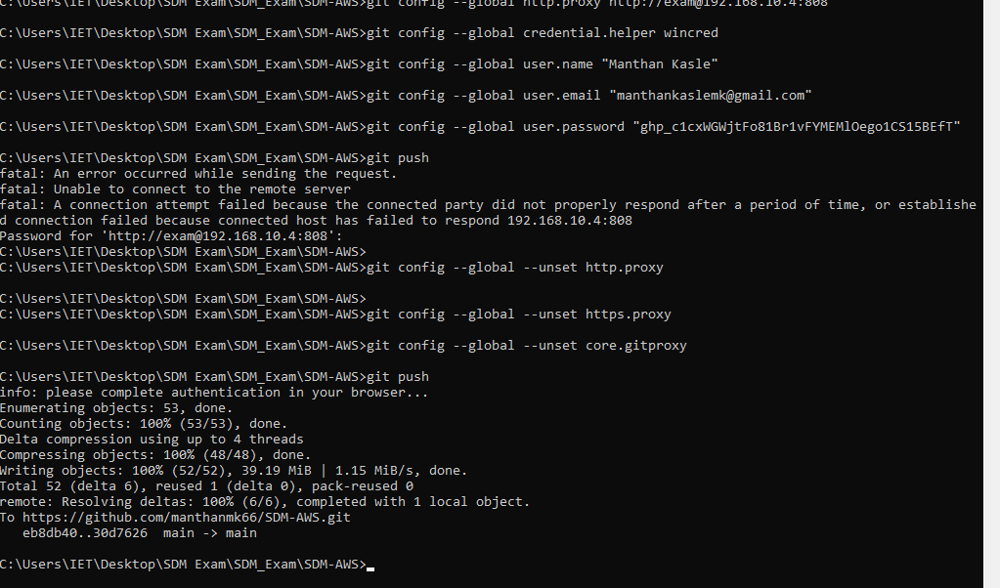 C:\Users\IET\Desktop\SDM Exam\SDM_Exam\SDM-AWS>git config --global http.proxy http://exam@192.168.10.4:808
C:\Users\IET\Desktop\SDM Exam\SDM_Exam\SDM-AWS>git config --global credential.helper wincred
C:\Users\IET\Desktop\SDM Exam\SDM_Exam\SDM-AWS>git config --global user.name "Manthan Kasle"
C:\Users\IET\Desktop\SDM Exam\SDM_Exam\SDM-AWS>git config --global user.email "manthankaslemk@gmail.com"
C:\Users\IET\Desktop\SDM Exam\SDM_Exam\SDM-AWS>git config --global user.password "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"
C:\Users\IET\Desktop\SDM Exam\SDM_Exam\SDM-AWS>git push
fatal: An error occurred while sending the request.
fatal: Unable to connect to the remote server
fatal: A connection attempt failed because the connected party did not properly respond after a period of time, or establishe
d connection failed because connected host has failed to respond 192.168.10.4:808
Password for 'http://exam@192.168.10.4:808':
C:\Users\IET\Desktop\SDM Exam\SDM_Exam\SDM-AWS>
C:\Users\IET\Desktop\SDM Exam\SDM_Exam\SDM-AWS>git config --global --unset http.proxy
C:\Users\IET\Desktop\SDM Exam\SDM_Exam\SDM-AWS>
C:\Users\IET\Desktop\SDM Exam\SDM_Exam\SDM-AWS>git config --global --unset https.proxy
C:\Users\IET\Desktop\SDM Exam\SDM_Exam\SDM-AWS>git config --global --unset core.gitproxy
C:\Users\IET\Desktop\SDM Exam\SDM_Exam\SDM-AWS>git push
info: please complete authentication in your browser...
Enumerating objects: 53, done.
Counting objects: 100% (53/53), done.
Delta compression using up to 4 threads
Compressing objects: 100% (48/48), done.
Writing objects: 100% (52/52), 39.19 MiB | 1.15 MiB/s, done.
Total 52 (delta 6), reused 1 (delta 0), pack-reused 0
remote: Resolving deltas: 100% (6/6), completed with 1 local object.
To https://github.com/manthanmk66/SDM-AWS.git
   eb8db40..30d7626  main -> main
C:\Users\IET\Desktop\SDM Exam\SDM_Exam\SDM-AWS>